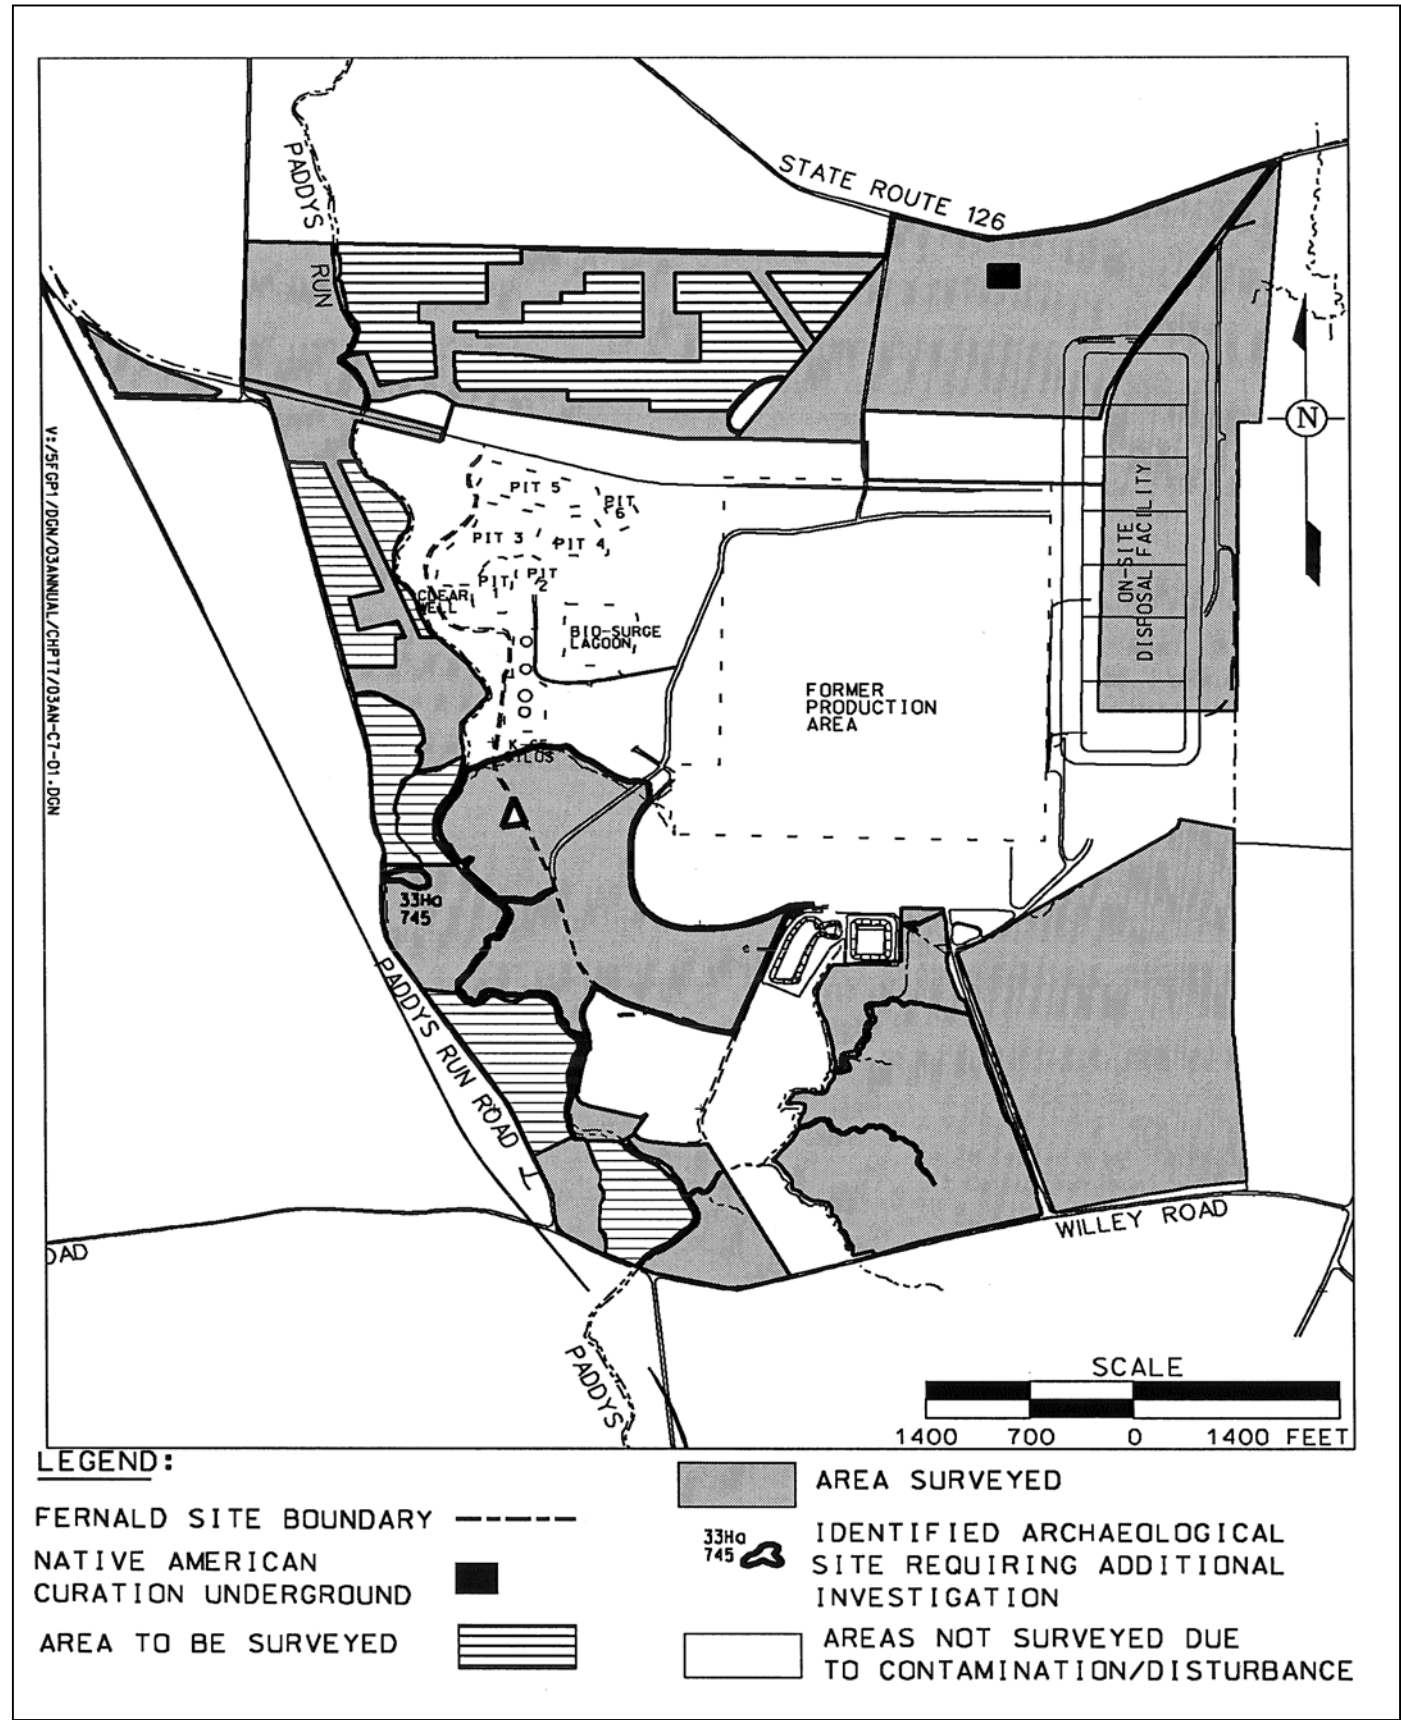 STATE ROUTE 126
PADDYS
RUN
N
V:/5FGP1/DGN/03ANNUAL/CHPT7/03AN-C7-01.DGN
PIT 5
PIT
6
PIT 3
PIT 4
PIT
1
PIT
2
CLEAR
WELL
BIO-SURGE
LAGOON
K-65
SILOS
FORMER
PRODUCTION
AREA
ON-SITE
DISPOSAL FACILITY
33Ha
745
PADDYS RUN ROAD
WILLEY ROAD
OAD
PADDYS
SCALE
1400 700 0 1400 FEET
LEGEND:
FERNALD SITE BOUNDARY
NATIVE AMERICAN
CURATION UNDERGROUND
AREA TO BE SURVEYED
AREA SURVEYED
33Ha
745
IDENTIFIED ARCHAEOLOGICAL
SITE REQUIRING ADDITIONAL
INVESTIGATION
AREAS NOT SURVEYED DUE
TO CONTAMINATION/DISTURBANCE